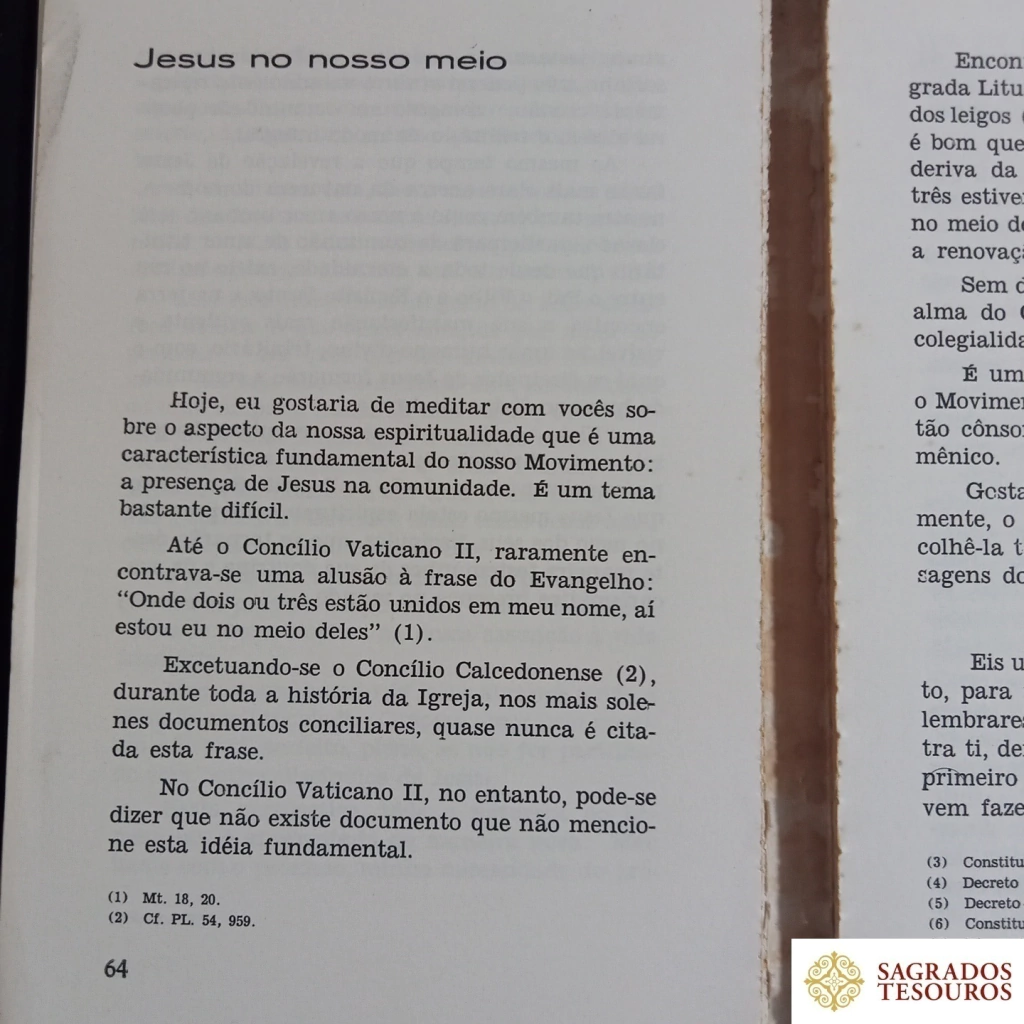 Jesus no nosso meio
Hoje, eu gostaria de meditar com vocês so-
bre o aspecto da nossa espiritualidade que é uma
característica fundamental do nosso Movimento:
a presença de Jesus na comunidade. É um tema
bastante difícil.
Até o Concílio Vaticano II, raramente en-
contrava-se uma alusão à frase do Evangelho:
"Onde dois ou três estão unidos em meu nome, aí
estou eu no meio deles" (1).
Excetuando-se o Concílio Calcedonense (2),
durante toda a história da Igreja, nos mais sole-
nes documentos conciliares, quase nunca é cita-
da esta frase.
No Concílio Vaticano II, no entanto, pode-se
dizer que não existe documento que não mencio-
ne esta idéia fundamental.
(1) Mt. 18, 20.
(2) Cf. PL. 54, 959.
64
Encon
grada Litu
dos leigos
é bom que
deriva da
três estive
no meio de
a renovaç
Sem d
alma do
colegialida
É um
o Movime
tão cônso
mênico.
Gosta
mente, o
colhê-la t
sagens do
Eis u
to, para
lembrares
tra ti, de
primeiro
vem faze
(3) Constitu
(4) Decreto
(5) Decreto
(6) Constitu
SAGRADOS
TESOUROS